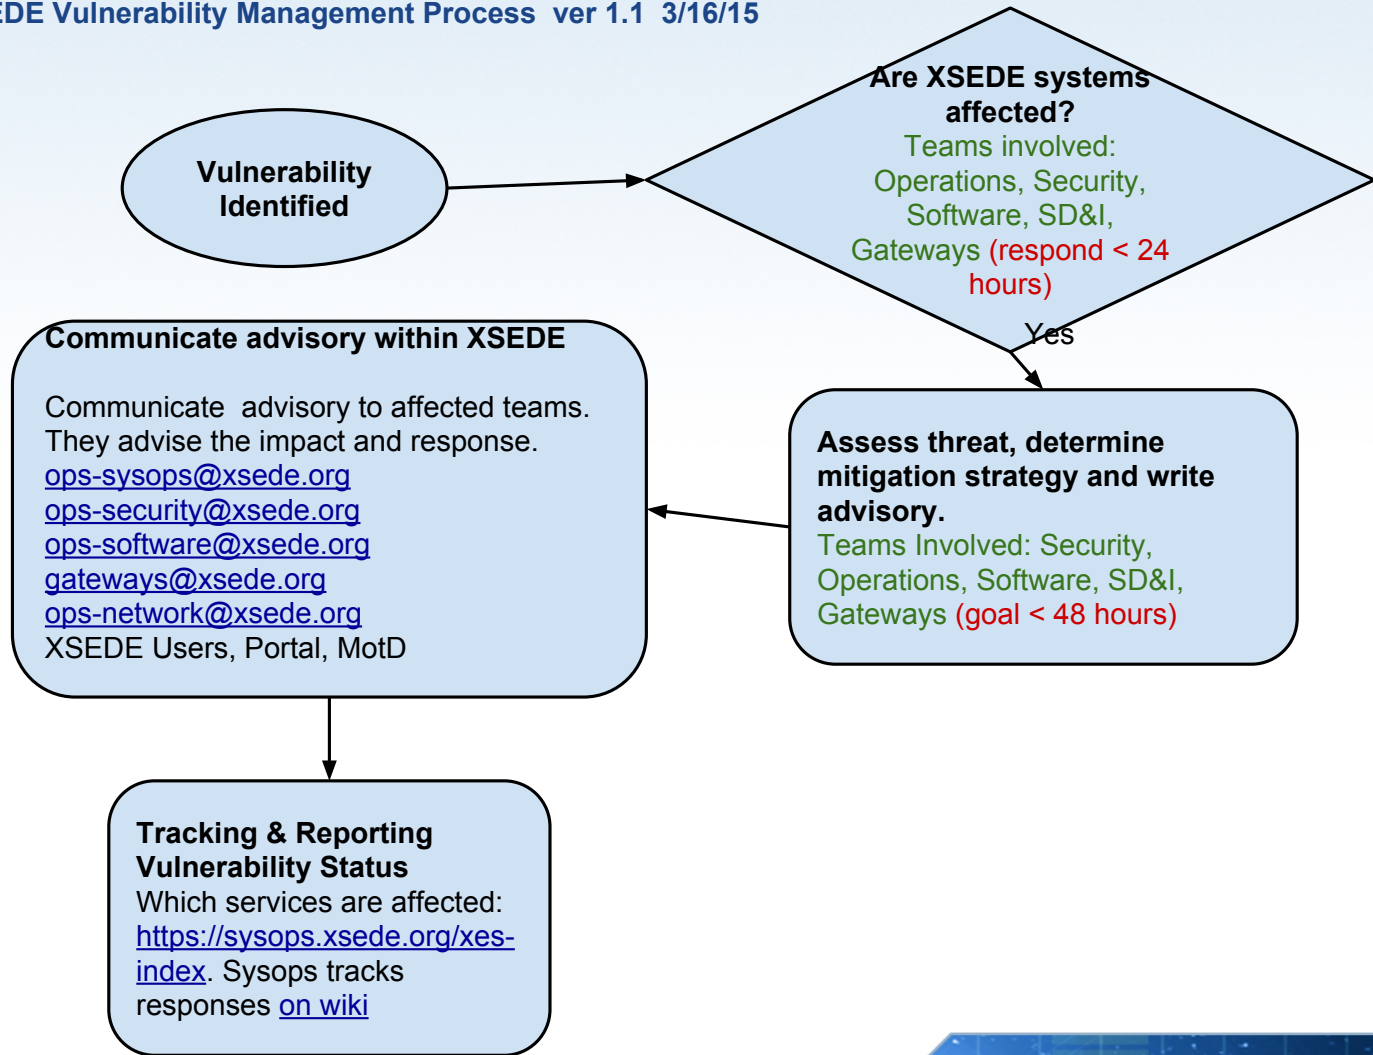 EDE Vulnerability Management Process ver 1.1 3/16/15
Vulnerability
Identified
Are XSEDE systems
affected?
Teams involved:
Operations, Security,
Software, SD&I,
Gateways (respond < 24
hours)
Yes
Assess threat, determine
mitigation strategy and write
advisory.
Teams Involved: Security,
Operations, Software, SD&I,
Gateways (goal < 48 hours)
Communicate advisory within XSEDE
Communicate advisory to affected teams.
They advise the impact and response.
ops-sysops@xsede.org
ops-security@xsede.org
ops-software@xsede.org
gateways@xsede.org
ops-network@xsede.org
XSEDE Users, Portal, MotD
Tracking & Reporting
Vulnerability Status
Which services are affected:
https://sysops.xsede.org/xes-
index. Sysops tracks
responses on wiki